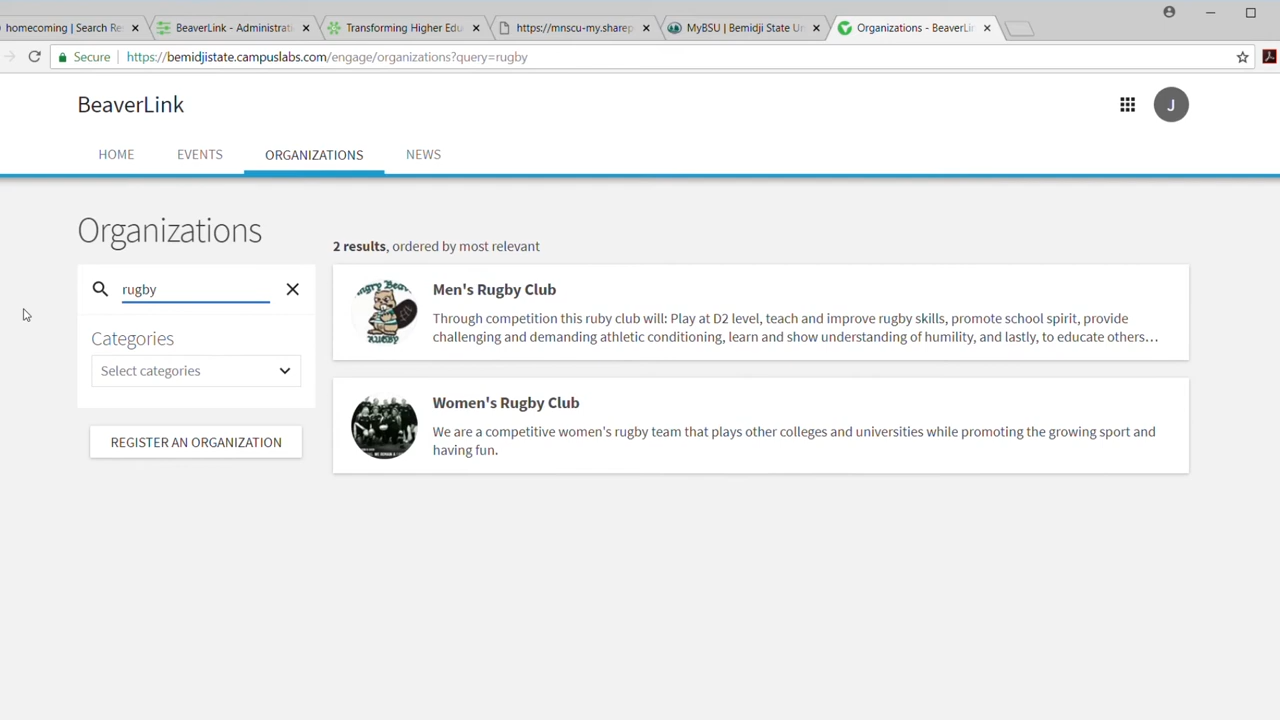 homecoming | Search Re
BeaverLink - Administrati
Transforming Higher Edu
https://mnscu-my.sharep
MyBSU | Bemidji State Un
Organizations - BeaverLin
Secure
https://bemidjistate.campuslabs.com/engage/organizations?query=rugby
BeaverLink
J
HOME
EVENTS
ORGANIZATIONS
NEWS
Organizations
2 results, ordered by most relevant
rugby
Men's Rugby Club
Through competition this ruby club will: Play at D2 level, teach and improve rugby skills, promote school spirit, provide
challenging and demanding athletic conditioning, learn and show understanding of humility, and lastly, to educate others…
Categories
Select categories
Women's Rugby Club
We are a competitive women's rugby team that plays other colleges and universities while promoting the growing sport and
having fun.
REGISTER AN ORGANIZATION